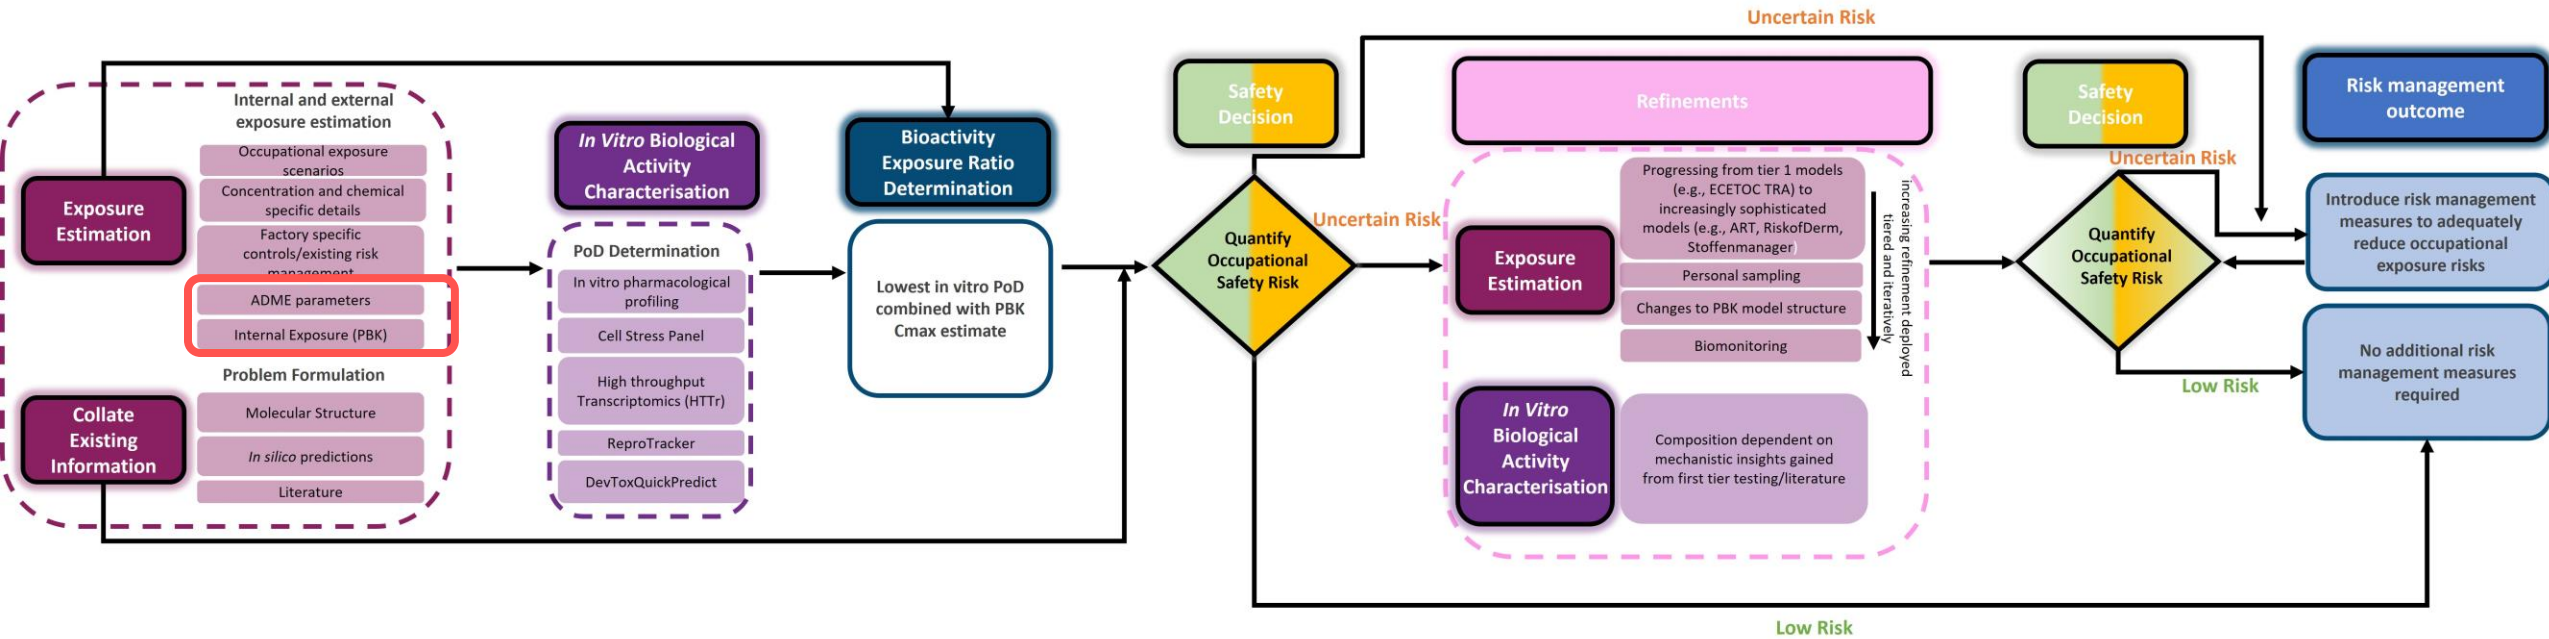 Uncertain Risk
Internal and external
exposure estimation
Occupational exposure
scenarios
Concentration and chemical
specific details
Factory specific
controls/existing risk
management
ADME parameters
Internal Exposure (PBK)
Exposure
Estimation
Problem Formulation
Molecular Structure
In silico predictions
Literature
Collate
Existing
Information
In Vitro Biological
Activity
Characterisation
PoD Determination
In vitro pharmacological
profiling
Cell Stress Panel
High throughput
Transcriptomics (HTTr)
ReproTracker
DevToxQuickPredict
Bioactivity
Exposure Ratio
Determination
Lowest in vitro PoD
combined with PBK
Cmax estimate
Safety
Decision
Quantify
Occupational
Safety Risk
Uncertain Risk
Refinements
Exposure
Estimation
Progressing from tier 1 models
(e.g., ECETOC TRA) to
increasingly sophisticated
models (e.g., ART, RiskofDerm,
Stoffenmanager)
Personal sampling
Changes to PBK model structure
Biomonitoring
increasing refinement deployed
tiered and iteratively
In Vitro
Biological
Activity
Characterisation
Composition dependent on
mechanistic insights gained
from first tier testing/literature
Safety
Decision
Uncertain Risk
Quantify
Occupational
Safety Risk
Low Risk
Risk management
outcome
Introduce risk management
measures to adequately
reduce occupational
exposure risks
No additional risk
management measures
required
Low Risk